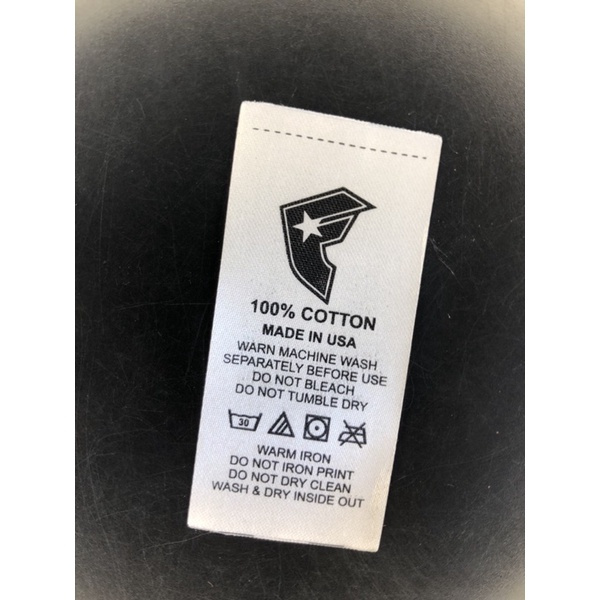 100% COTTON
MADE IN USA
WARN MACHINE WASH
SEPARATELY BEFORE USE
DO NOT BLEACH
DO NOT TUMBLE DRY
30
WARM IRON
DO NOT IRON PRINT
DO NOT DRY CLEAN
WASH & DRY INSIDE OUT